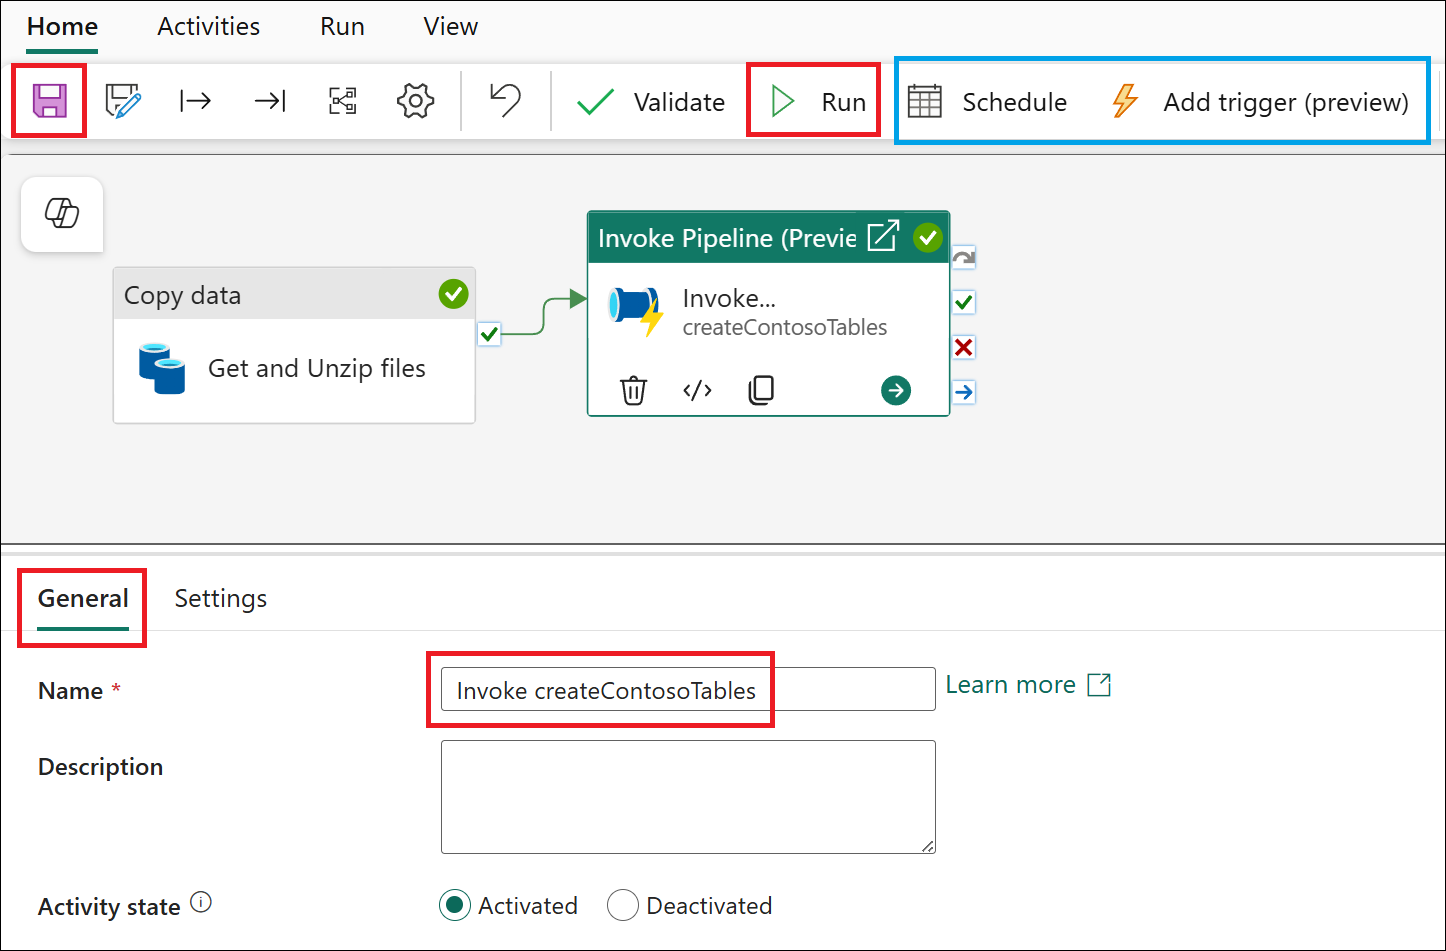 Home Activities Run View
Validate Run Schedule Add trigger (preview)
Invoke Pipeline (Previe
Copy data
Invoke...
createContosoTables
Get and Unzip files
General Settings
Name * Invoke createContosoTables Learn more
Description
Activity state Activated Deactivated